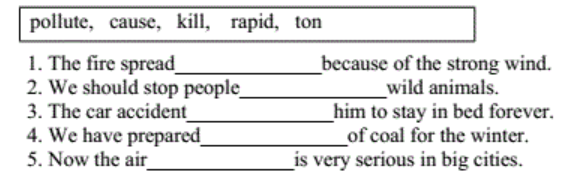 pollute, cause, kill, rapid, ton
1. The fire spread______________because of the strong wind.
2. We should stop people______________wild animals.
3. The car accident______________him to stay in bed forever.
4. We have prepared______________of coal for the winter.
5. Now the air______________is very serious in big cities.